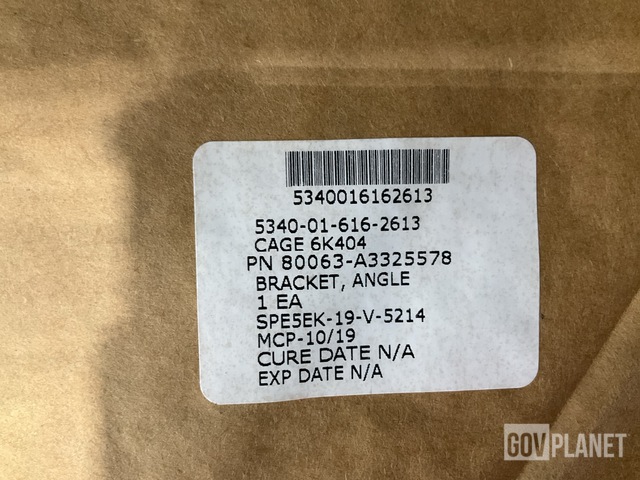 5340016162613
5340-01-616-2613
CAGE 6K404
PN 80063-A3325578
BRACKET, ANGLE
1 EA
SPE5EK-19-V-5214
MCP-10/19
CURE DATE N/A
EXP DATE N/A
GOVPLANET